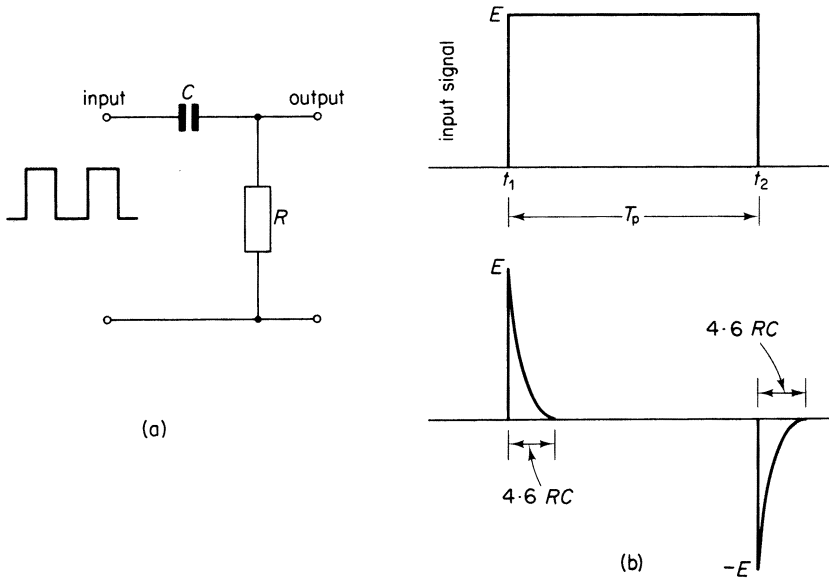 input
C
output
R
(a)
E
input signal
t₁
t₂
Tₚ
E
4·6 RC
4·6 RC
-E
(b)